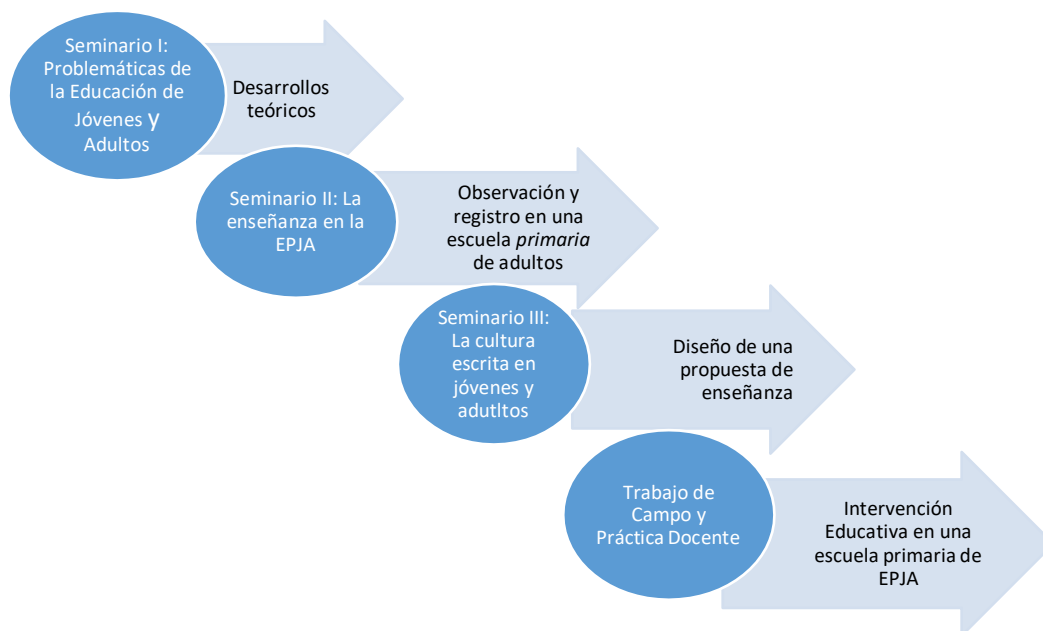 Seminario I:
Problemáticas de
la Educación de
Jóvenes y
Adultos
Desarrollos
teóricos
Seminario II: La
enseñanza en la
EPJA
Observación y
registro en una
escuela primaria
de adultos
Seminario III:
La cultura
escrita en
jóvenes y
adutltos
Diseño de una
propuesta de
enseñanza
Trabajo de
Campo y
Práctica Docente
Intervención
Educativa en una
escuela primaria de
EPJA